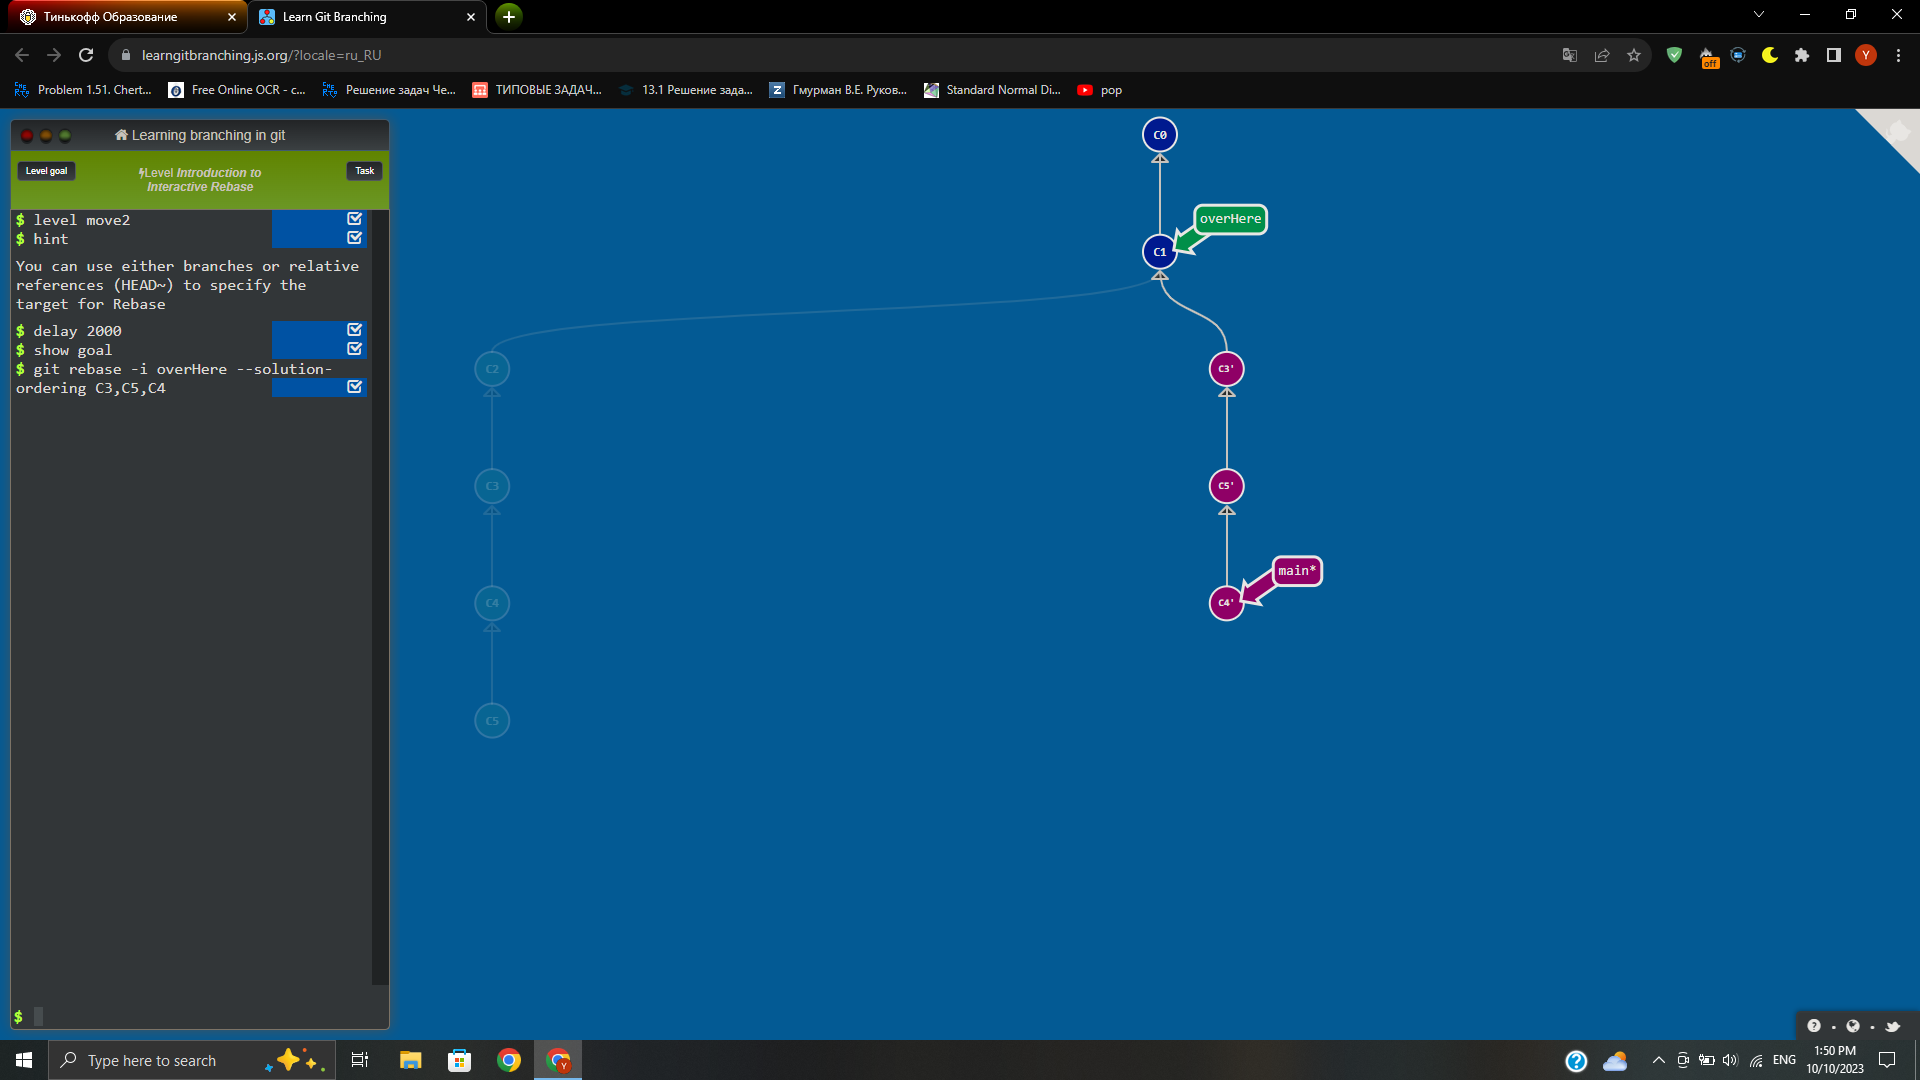 Тинькофф Образование
Learn Git Branching
learngitbranching.js.org/?locale=ru_RU
off
Y
Problem 1.51. Chert...
Free Online OCR - c...
Решение задач Че...
ТИПОВЫЕ ЗАДАЧ...
13.1 Решение зада...
Гмурман В.Е. Руков...
Standard Normal Di...
pop
Learning branching in git
Level goal
Level Introduction to
Interactive Rebase
Task
$ level move2
$ hint
You can use either branches or relative
references (HEAD~) to specify the
target for Rebase
$ delay 2000
$ show goal
$ git rebase -i overHere --solution-
ordering C3,C5,C4
$
C0
overHere
C1
C2
C3'
C3
C5'
main*
C4
C4'
C5
Type here to search
ENG
1:50 PM
10/10/2023